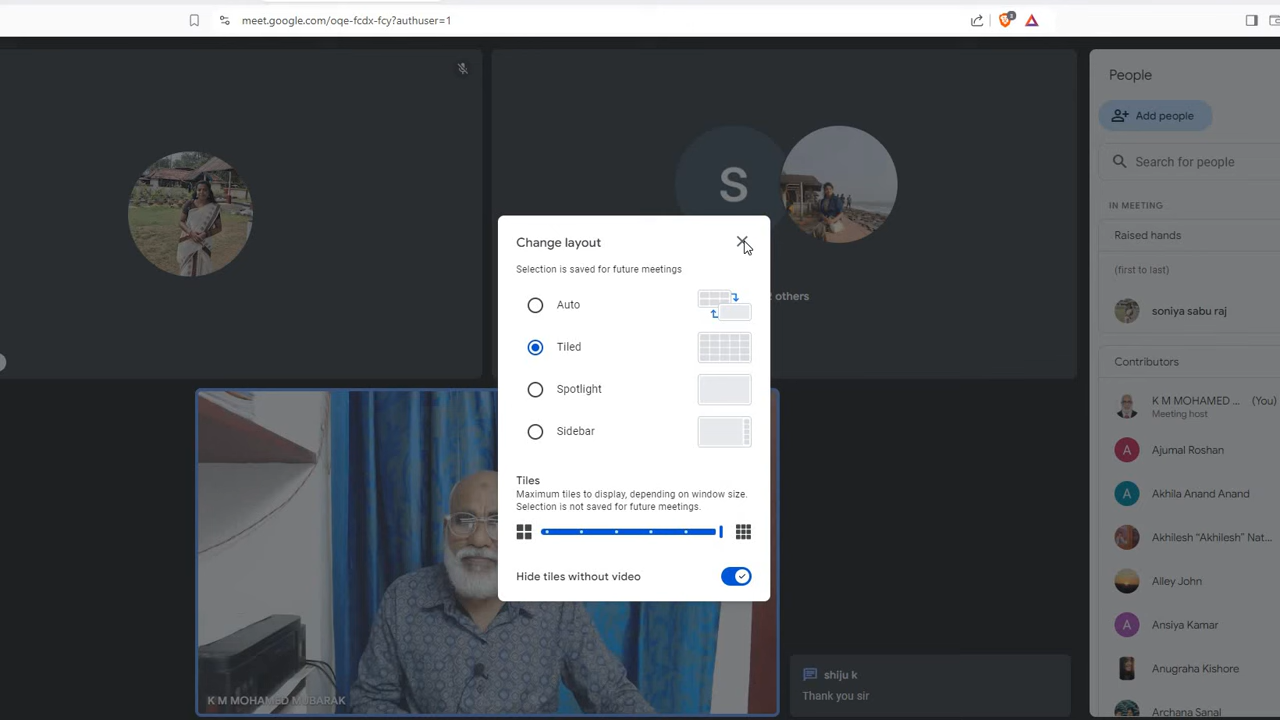 meet.google.com/oqe-fcdx-fcy?authuser=1
3
People
Add people
Search for people
S
IN MEETING
Raised hands
(first to last)
soniya sabu raj
others
Change layout
Selection is saved for future meetings
Auto
Tiled
Spotlight
Sidebar
Tiles
Maximum tiles to display, depending on window size.
Selection is not saved for future meetings.
Hide tiles without video
Contributors
K M MOHAMED ... (You)
Meeting host
A Ajumal Roshan
A Akhila Anand Anand
Akhilesh “Akhilesh” Nat...
Alley John
A Ansiya Kamar
Anugraha Kishore
Archana Sanal
K M MOHAMED MUBARAK
shiju k
Thank you sir